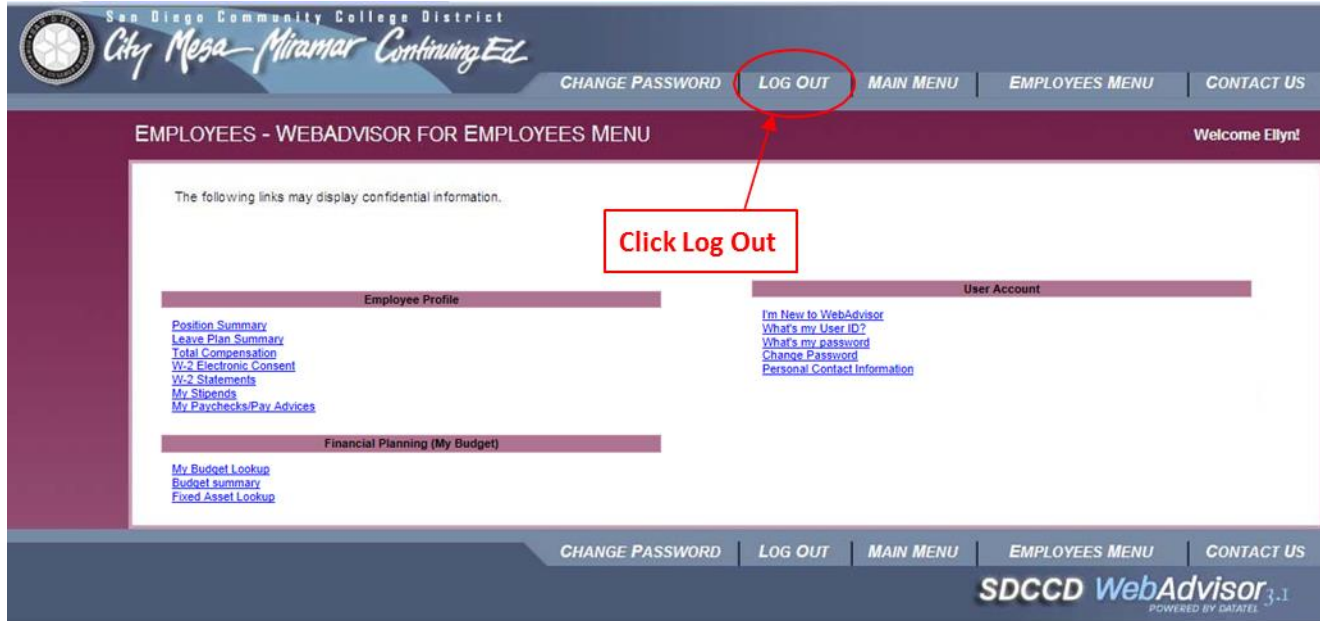 San Diego Community College District
City Mesa Miramar Continuing Ed
CHANGE PASSWORD LOG OUT MAIN MENU EMPLOYEES MENU CONTACT US
EMPLOYEES - WEBADVISOR FOR EMPLOYEES MENU
Welcome Ellyn!
The following links may display confidential information.
Click Log Out
Employee Profile
Position Summary
Leave Plan Summary
Total Compensation
W-2 Electronic Consent
W-2 Statements
My Stipends
My Paychecks/Pay Advices
Financial Planning (My Budget)
My Budget Lookup
Budget summary
Fixed Asset Lookup
User Account
I'm New to WebAdvisor
What's my User ID?
What's my password
Change Password
Personal Contact Information
CHANGE PASSWORD LOG OUT MAIN MENU EMPLOYEES MENU CONTACT US
SDCCD WebAdvisor 3.1
POWERED BY DATATEL